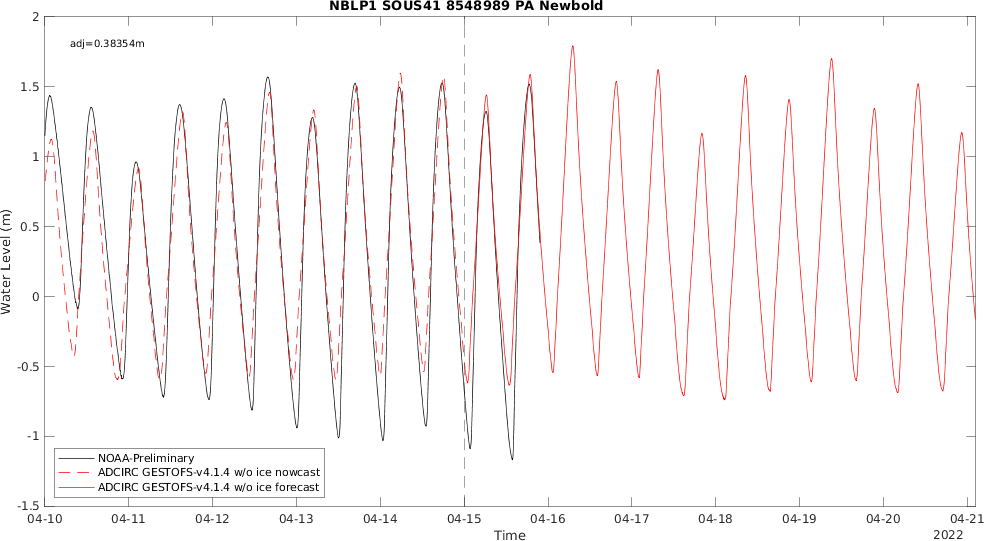 NBLP1 SOUS41 8548989 PA Newbold
adj=0.38354m
2
1.5
1
0.5
0
-0.5
-1
-1.5
Water Level (m)
NOAA-Preliminary
ADCIRC GESTOFS-v4.1.4 w/o ice nowcast
ADCIRC GESTOFS-v4.1.4 w/o ice forecast
04-10 04-11 04-12 04-13 04-14 04-15 04-16 04-17 04-18 04-19 04-20 04-21
Time
2022